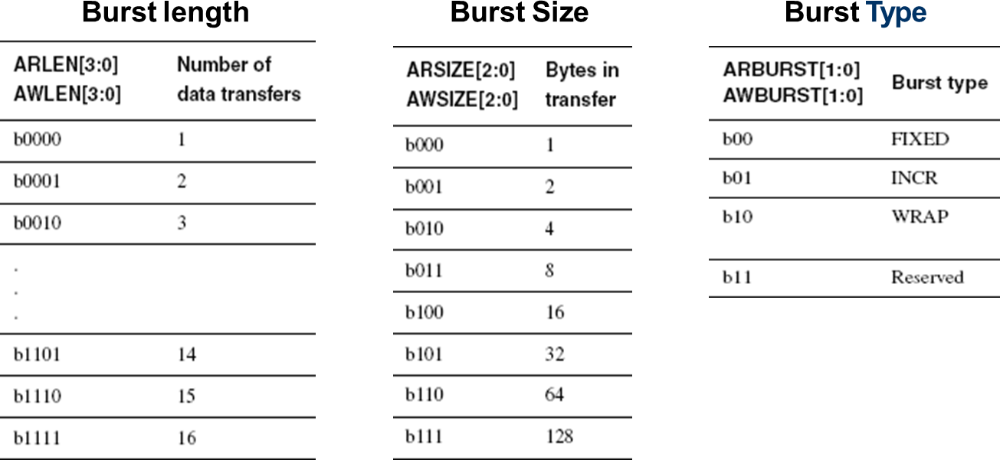 Burst length
ARLEN[3:0] Number of
AWLEN[3:0] data transfers
b0000 1
b0001 2
b0010 3
.
.
.
b1101 14
b1110 15
b1111 16
Burst Size
ARSIZE[2:0] Bytes in
AWSIZE[2:0] transfer
b000 1
b001 2
b010 4
b011 8
b100 16
b101 32
b110 64
b111 128
Burst Type
ARBURST[1:0]
AWBURST[1:0] Burst type
b00 FIXED
b01 INCR
b10 WRAP
b11 Reserved